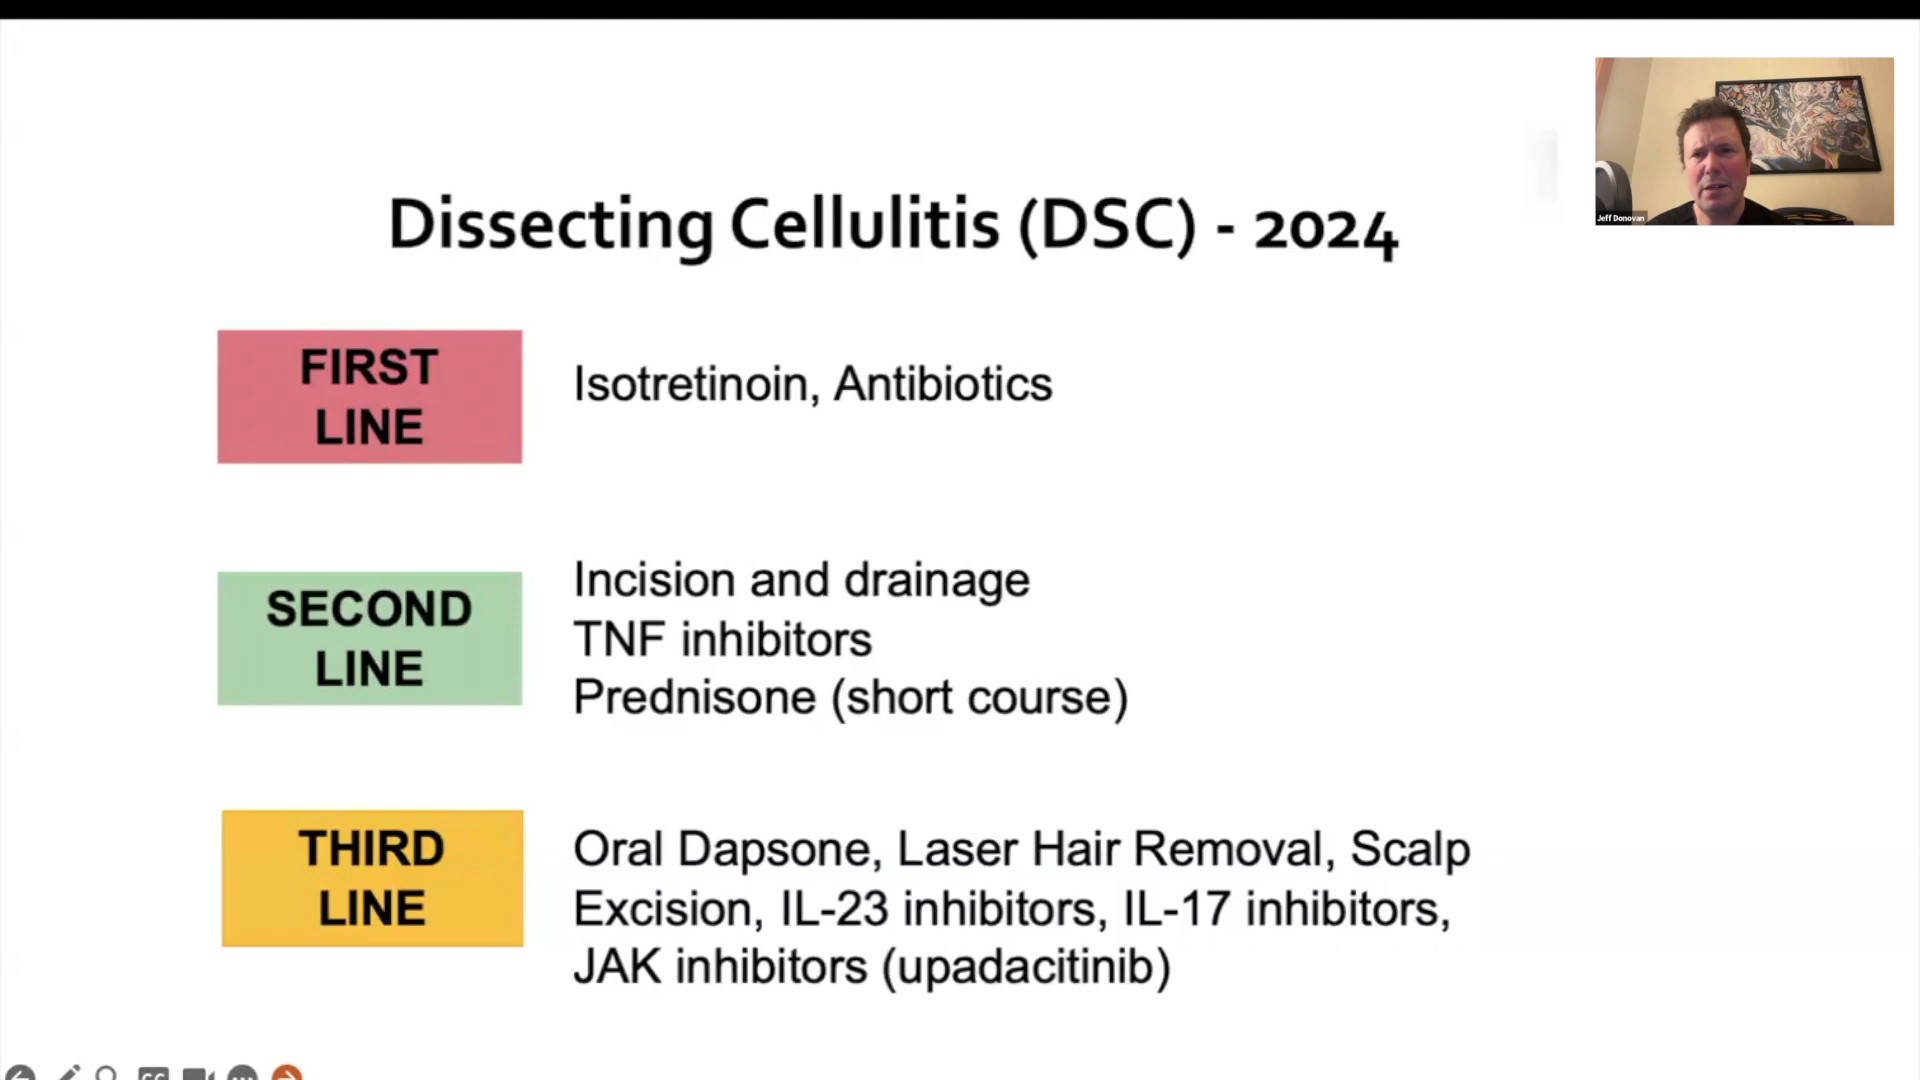 Jeff Donovan
Dissecting Cellulitis (DSC) - 2024
FIRST
LINE
Isotretinoin, Antibiotics
SECOND
LINE
Incision and drainage
TNF inhibitors
Prednisone (short course)
THIRD
LINE
Oral Dapsone, Laser Hair Removal, Scalp
Excision, IL-23 inhibitors, IL-17 inhibitors,
JAK inhibitors (upadacitinib)
CC